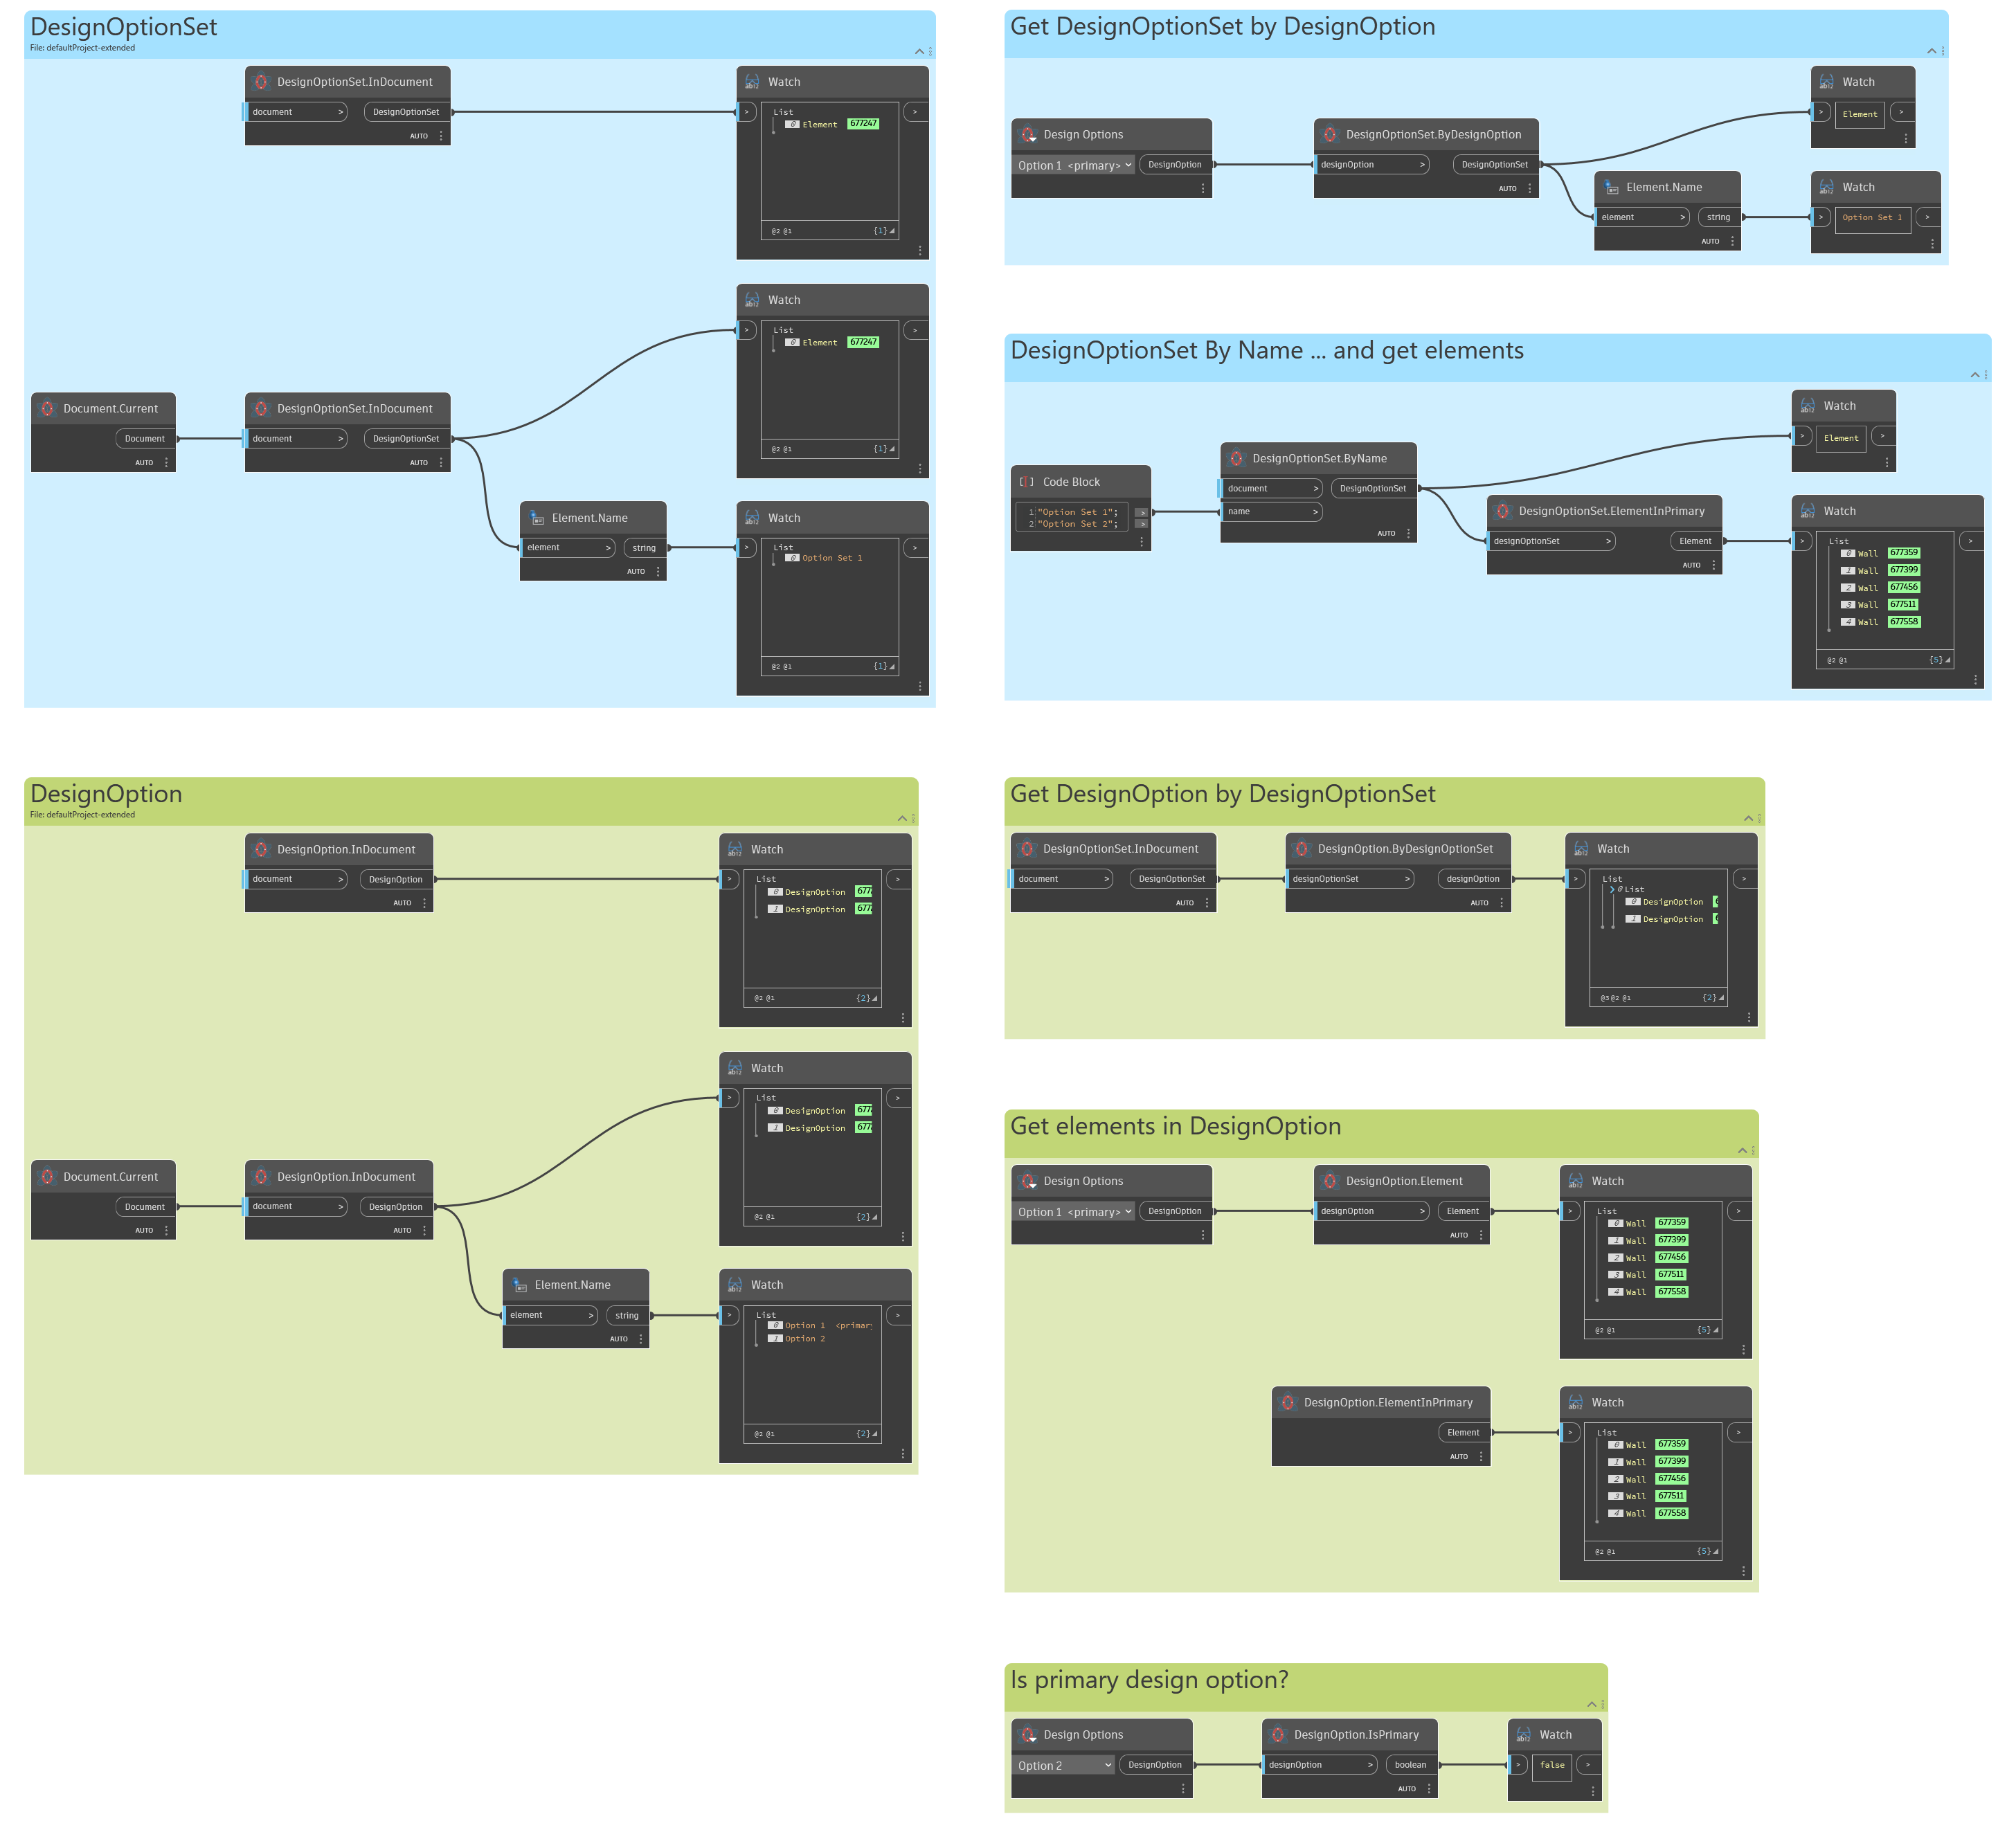 DesignOptionSet
File: defaultProject-extended
DesignOptionSet.InDocument
document > DesignOptionSet
AUTO
Watch
> >
List
0 Element 677247
@2 @1 {1}
Watch
> >
List
0 Element 677247
@2 @1 {1}
Document.Current
Document
AUTO
DesignOptionSet.InDocument
document > DesignOptionSet
AUTO
Element.Name
element > string
AUTO
Watch
> >
List
0 Option Set 1
@2 @1 {1}
Get DesignOptionSet by DesignOption
Design Options
Option 1 <primary> DesignOption
DesignOptionSet.ByDesignOption
designOption > DesignOptionSet
AUTO
Watch
> Element >
Element.Name
element > string
AUTO
Watch
> Option Set 1 >
DesignOptionSet By Name ... and get elements
Code Block
1 "Option Set 1"; >
2 "Option Set 2"; >
DesignOptionSet.ByName
document > DesignOptionSet
name >
AUTO
Watch
> Element >
DesignOptionSet.ElementInPrimary
designOptionSet > Element
AUTO
Watch
> >
List
0 Wall 677359
1 Wall 677399
2 Wall 677456
3 Wall 677511
4 Wall 677558
@2 @1 {5}
DesignOption
File: defaultProject-extended
DesignOption.InDocument
document > DesignOption
AUTO
Watch
> >
List
0 DesignOption 677
1 DesignOption 677
@2 @1 {2}
Watch
> >
List
0 DesignOption 677
1 DesignOption 677
@2 @1 {2}
Document.Current
Document
AUTO
DesignOption.InDocument
document > DesignOption
AUTO
Element.Name
element > string
AUTO
Watch
> >
List
0 Option 1 <primar
1 Option 2
@2 @1 {2}
Get DesignOption by DesignOptionSet
DesignOptionSet.InDocument
document > DesignOptionSet
AUTO
DesignOption.ByDesignOptionSet
designOptionSet > designOption
AUTO
Watch
> >
List
0 List
0 DesignOption
1 DesignOption
@3 @2 @1 {2}
Get elements in DesignOption
Design Options
Option 1 <primary> DesignOption
DesignOption.Element
designOption > Element
AUTO
Watch
> >
List
0 Wall 677359
1 Wall 677399
2 Wall 677456
3 Wall 677511
4 Wall 677558
@2 @1 {5}
DesignOption.ElementInPrimary
Element
AUTO
Watch
> >
List
0 Wall 677359
1 Wall 677399
2 Wall 677456
3 Wall 677511
4 Wall 677558
@2 @1 {5}
Is primary design option?
Design Options
Option 2 DesignOption
DesignOption.IsPrimary
designOption > boolean
AUTO
Watch
> false >